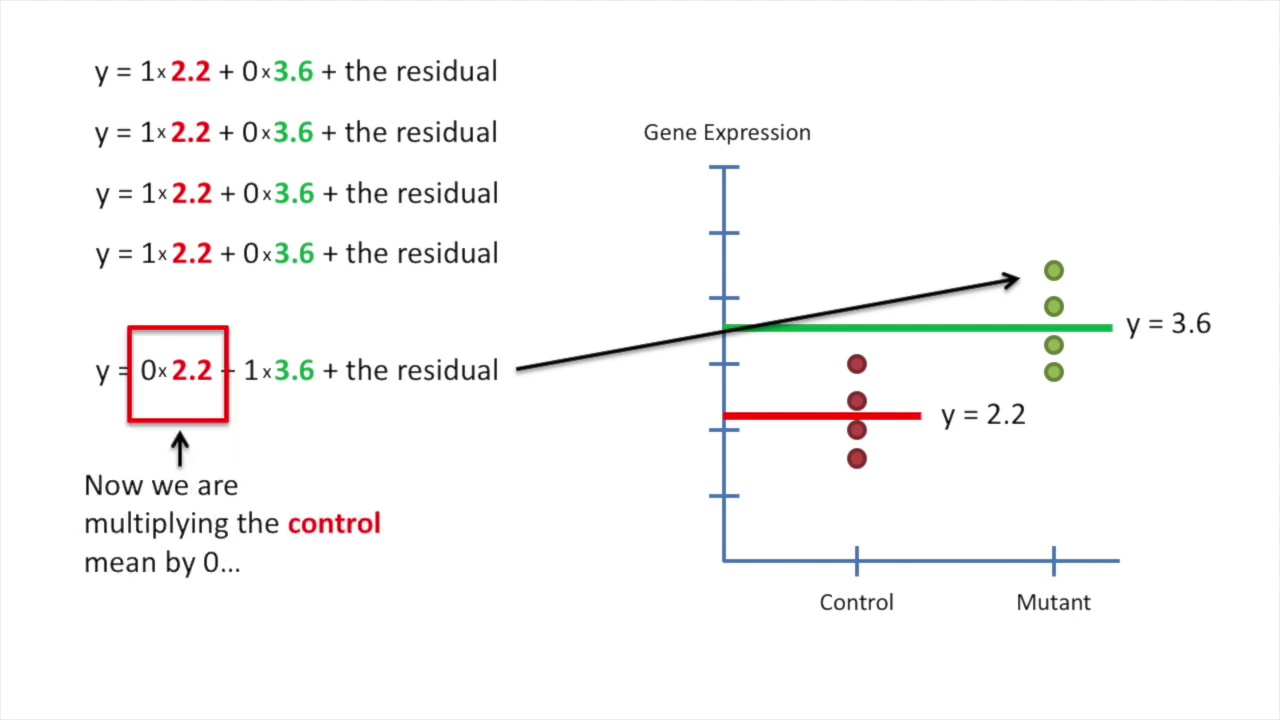 y = 1×2.2 + 0×3.6 + the residual
y = 1×2.2 + 0×3.6 + the residual
y = 1×2.2 + 0×3.6 + the residual
y = 1×2.2 + 0×3.6 + the residual
y = 0×2.2 + 1×3.6 + the residual
Now we are
multiplying the control
mean by 0...
Gene Expression
y = 3.6
y = 2.2
Control
Mutant